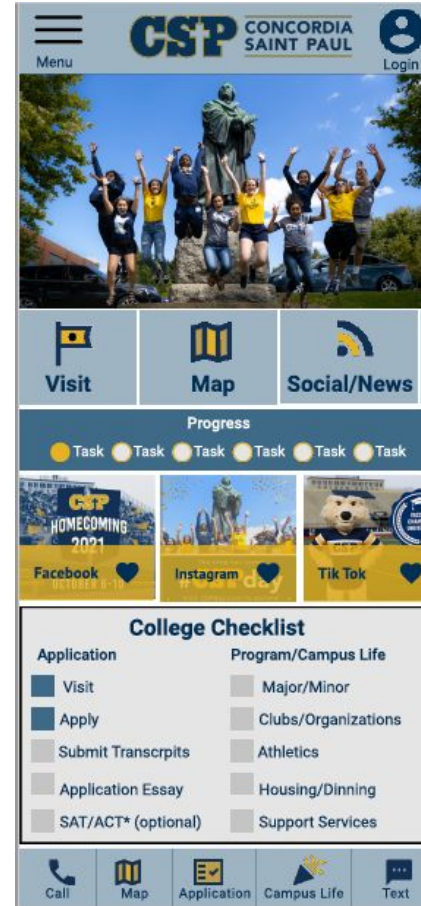 Menu
CSP CONCORDIA
SAINT PAUL
Login
Visit
Map
Social/News
Progress
Task Task Task Task Task Task
CSP
HOMECOMING
2021
Facebook
OCTOBER 8-10
Instagram
#CSPday
CSP
Tik Tok
College Checklist
Application
Program/Campus Life
Visit
Major/Minor
Apply
Clubs/Organizations
Submit Transcrpits
Athletics
Application Essay
Housing/Dinning
SAT/ACT* (optional)
Support Services
Call
Map
Application
Campus Life
Text